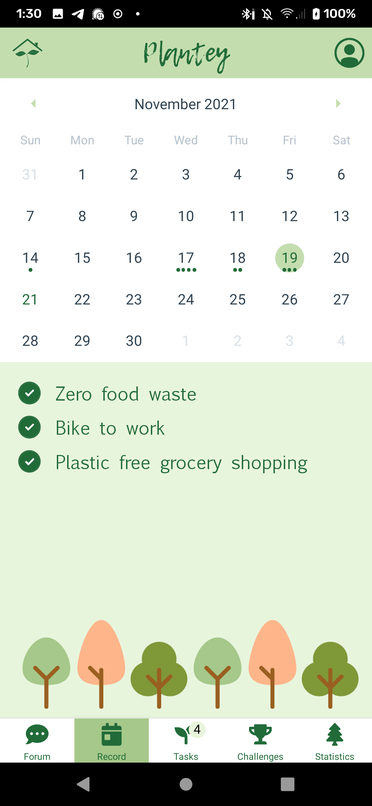 1:30 100%
Plantey
November 2021
Sun Mon Tue Wed Thu Fri Sat
31 1 2 3 4 5 6
7 8 9 10 11 12 13
14 15 16 17 18 19 20
21 22 23 24 25 26 27
28 29 30 1 2 3 4
Zero food waste
Bike to work
Plastic free grocery shopping
4
Forum Record Tasks Challenges Statistics